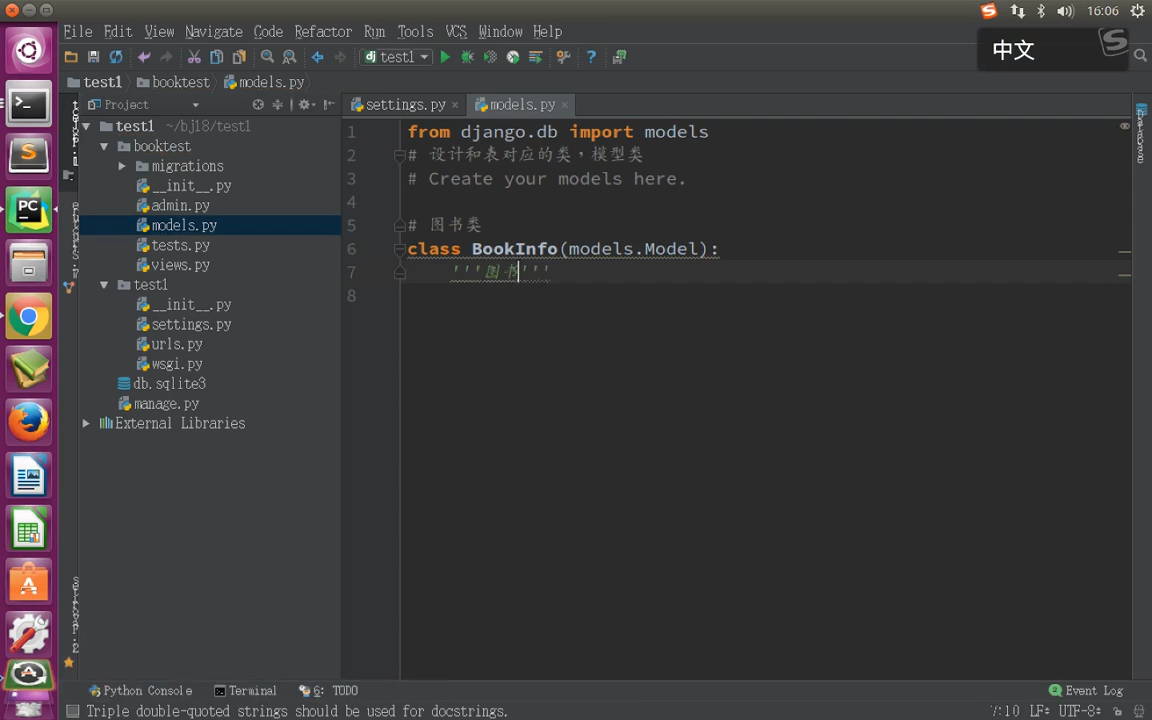 16:06
File Edit View Navigate Code Refactor Run Tools VCS Window Help
中文
test1
test1 booktest models.py
Project
settings.py models.py
test1 ~/bj18/test1
booktest
migrations
__init__.py
admin.py
models.py
tests.py
views.py
test1
__init__.py
settings.py
urls.py
wsgi.py
db.sqlite3
manage.py
External Libraries
1 from django.db import models
2 # 设计和表对应的类，模型类
3 # Create your models here.
4
5 # 图书类
6 class BookInfo(models.Model):
7 '''图书'''
8
Python Console Terminal 6: TODO Event Log
Triple double-quoted strings should be used for docstrings. 7:10 LF UTF-8